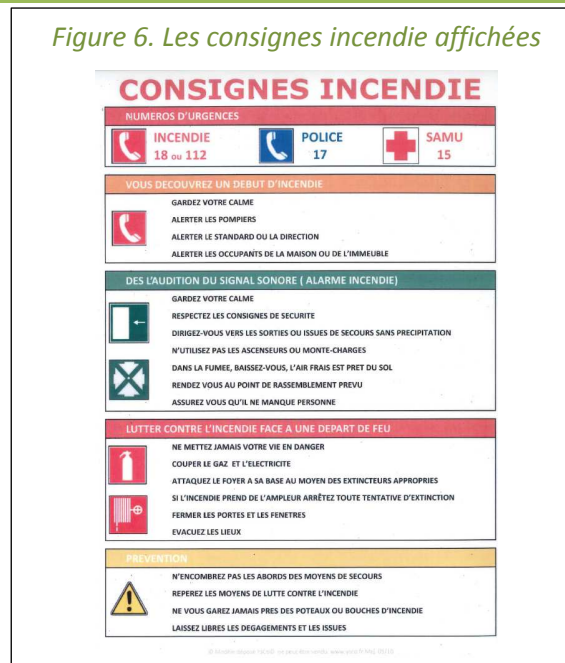 Figure 6. Les consignes incendie affichées
CONSIGNES INCENDIE
NUMEROS D'URGENCES
INCENDIE
18 ou 112
POLICE
17
SAMU
15
VOUS DECOUVREZ UN DEBUT D'INCENDIE
GARDEZ VOTRE CALME
ALERTER LES POMPIERS
ALERTER LE STANDARD OU LA DIRECTION
ALERTER LES OCCUPANTS DE LA MAISON OU DE L'IMMEUBLE
DES L'AUDITION DU SIGNAL SONORE ( ALARME INCENDIE)
GARDEZ VOTRE CALME
RESPECTEZ LES CONSIGNES DE SECURITE
DIRIGEZ-VOUS VERS LES SORTIES OU ISSUES DE SECOURS SANS PRECIPITATION
N'UTILISEZ PAS LES ASCENSEURS OU MONTE-CHARGES
DANS LA FUMEE, BAISSEZ-VOUS, L'AIR FRAIS EST PRET DU SOL
RENDEZ VOUS AU POINT DE RASSEMBLEMENT PREVU
ASSUREZ VOUS QU'IL NE MANQUE PERSONNE
LUTTER CONTRE L'INCENDIE FACE A UNE DEPART DE FEU
NE METTEZ JAMAIS VOTRE VIE EN DANGER
COUPER LE GAZ ET L'ELECTRICITE
ATTAQUEZ LE FOYER A SA BASE AU MOYEN DES EXTINCTEURS APPROPRIES
SI L'INCENDIE PREND DE L'AMPLEUR ARRÊTEZ TOUTE TENTATIVE D'EXTINCTION
FERMER LES PORTES ET LES FENETRES
EVACUEZ LES LIEUX
PREVENTION
N'ENCOMBREZ PAS LES ABORDS DES MOYENS DE SECOURS
REPEREZ LES MOYENS DE LUTTE CONTRE L'INCENDIE
NE VOUS GAREZ JAMAIS PRES DES POTEAUX OU BOUCHES D'INCENDIE
LAISSEZ LIBRES LES DEGAGEMENTS ET LES ISSUES